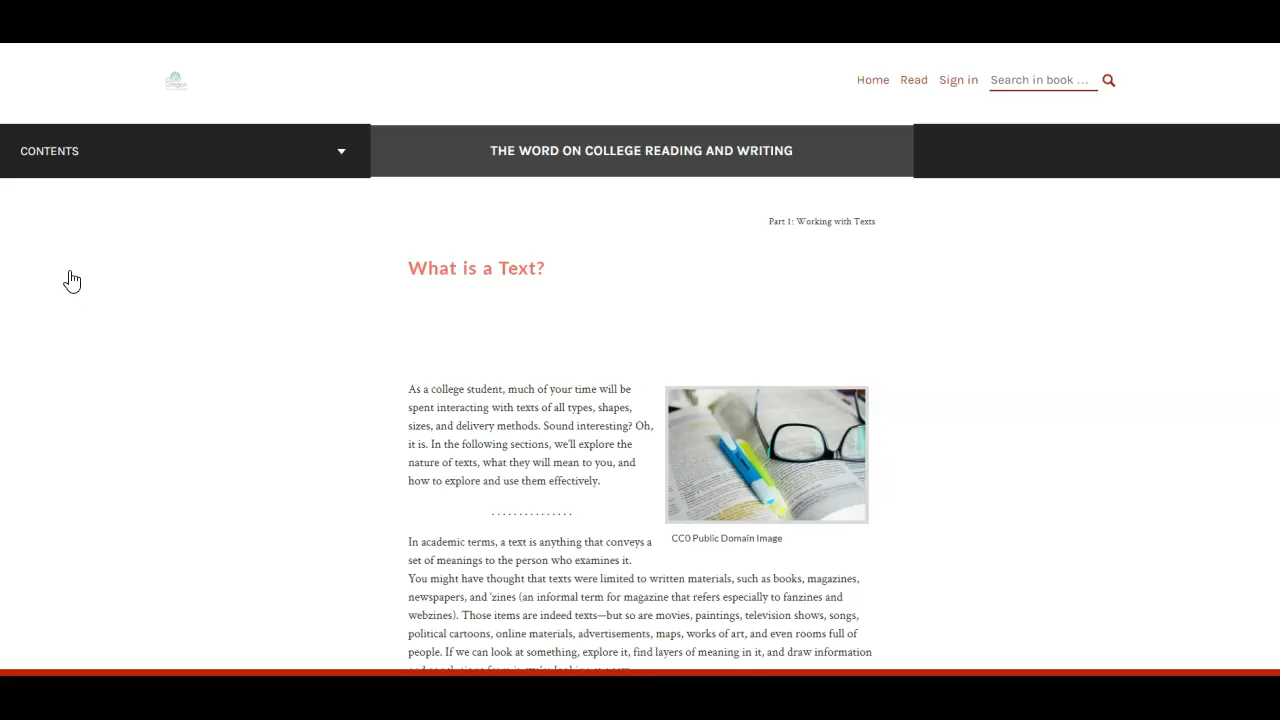 Home Read Sign in Search in book …
CONTENTS
THE WORD ON COLLEGE READING AND WRITING
Part 1: Working with Texts
What is a Text?
As a college student, much of your time will be
spent interacting with texts of all types, shapes,
sizes, and delivery methods. Sound interesting? Oh,
it is. In the following sections, we'll explore the
nature of texts, what they will mean to you, and
how to explore and use them effectively.
. . . . . . . . . . . . . . .
CC0 Public Domain Image
In academic terms, a text is anything that conveys a
set of meanings to the person who examines it.
You might have thought that texts were limited to written materials, such as books, magazines,
newspapers, and 'zines (an informal term for magazine that refers especially to fanzines and
webzines). Those items are indeed texts—but so are movies, paintings, television shows, songs,
political cartoons, online materials, advertisements, maps, works of art, and even rooms full of
people. If we can look at something, explore it, find layers of meaning in it, and draw information